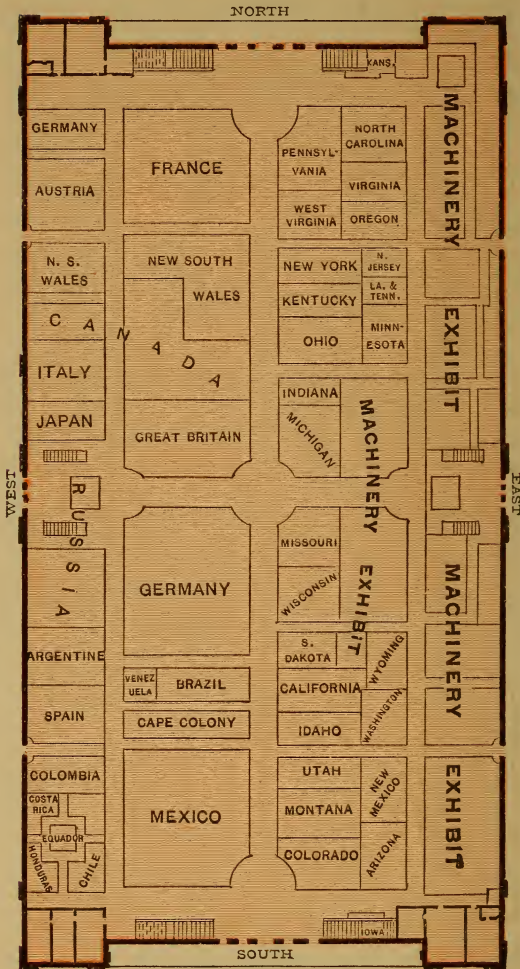 NORTH
KANS.
GERMANY
AUSTRIA
FRANCE
PENNSYL-
VANIA
NORTH
CAROLINA
VIRGINIA
WEST
VIRGINIA
OREGON
MACHINERY
EXHIBIT
N. S.
WALES
NEW SOUTH
WALES
CANADA
NEW YORK
N.
JERSEY
KENTUCKY
LA. &
TENN.
OHIO
MINN-
ESOTA
ITALY
JAPAN
GREAT BRITAIN
INDIANA
MICHIGAN
MACHINERY
EXHIBIT
WEST
EAST
RUSSIA
GERMANY
MISSOURI
WISCONSIN
MACHINERY
EXHIBIT
ARGENTINE
SPAIN
VENEZ
UELA
BRAZIL
CAPE COLONY
S.
DAKOTA
WYOMING
CALIFORNIA
WASHINGTON
IDAHO
COLOMBIA
COSTA
RICA
EQUADOR
HONDURAS
CHILE
MEXICO
UTAH
NEW
MEXICO
MONTANA
COLORADO
ARIZONA
IOWA
SOUTH